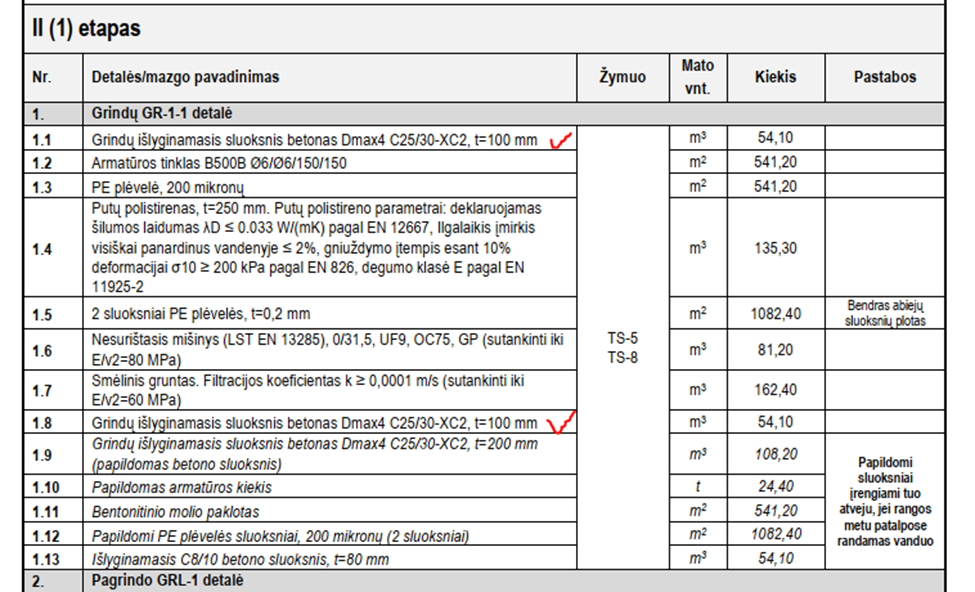 II (1) etapas
Nr. Detalės/mazgo pavadinimas Žymuo Mato vnt. Kiekis Pastabos
1. Grindų GR-1-1 detalė
1.1 Grindų išlyginamasis sluoksnis betonas Dmax4 C25/30-XC2, t=100 mm m³ 54,10
1.2 Armatūros tinklas B500B Ø6/Ø6/150/150 m² 541,20
1.3 PE plėvelė, 200 mikronų m² 541,20
1.4 Putų polistirenas, t=250 mm. Putų polistireno parametrai: deklaruojamas
šilumos laidumas λD ≤ 0.033 W/(mK) pagal EN 12667, Ilgalaikis įmirkis
visiškai panardinus vandenyje ≤ 2%, gniuždymo įtempis esant 10%
deformacijai σ10 ≥ 200 kPa pagal EN 826, degumo klasė E pagal EN
11925-2 m³ 135,30
1.5 2 sluoksniai PE plėvelės, t=0,2 mm m² 1082,40 Bendras abiejų
sluoksnių plotas
TS-5
TS-8
1.6 Nesurištasis mišinys (LST EN 13285), 0/31,5, UF9, OC75, GP (sutankinti iki
E/v2=80 MPa) m³ 81,20
1.7 Smėlinis gruntas. Filtracijos koeficientas k ≥ 0,0001 m/s (sutankinti iki
E/v2=60 MPa) m³ 162,40
1.8 Grindų išlyginamasis sluoksnis betonas Dmax4 C25/30-XC2, t=100 mm m³ 54,10
1.9 Grindų išlyginamasis sluoksnis betonas Dmax4 C25/30-XC2, t=200 mm
(papildomas betono sluoksnis) m³ 108,20
1.10 Papildomas armatūros kiekis t 24,40
1.11 Bentonitinio molio paklotas m² 541,20
1.12 Papildomi PE plėvelės sluoksniai, 200 mikronų (2 sluoksniai) m² 1082,40
1.13 Išlyginamasis C8/10 betono sluoksnis, t=80 mm m³ 54,10
Papildomi
sluoksniai
įrengiami tuo
atveju, jei rangos
metu patalpose
randamas vanduo
2. Pagrindo GRL-1 detalė